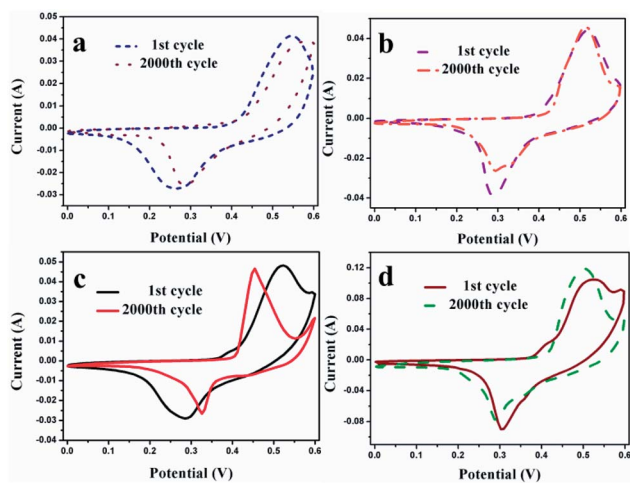 a
1st cycle
2000th cycle
Current (A)
0.05
0.04
0.03
0.02
0.01
0.00
-0.01
-0.02
-0.03
0.0 0.1 0.2 0.3 0.4 0.5 0.6
Potential (V)
b
1st cycle
2000th cycle
Current (A)
0.04
0.02
0.00
-0.02
-0.04
0.0 0.1 0.2 0.3 0.4 0.5 0.6
Potential (V)
c
1st cycle
2000th cycle
Current (A)
0.05
0.04
0.03
0.02
0.01
0.00
-0.01
-0.02
-0.03
-0.04
0.0 0.1 0.2 0.3 0.4 0.5 0.6
Potential (V)
d
1st cycle
2000th cycle
Current (A)
0.12
0.08
0.04
0.00
-0.04
-0.08
0.0 0.1 0.2 0.3 0.4 0.5 0.6
Potential (V)